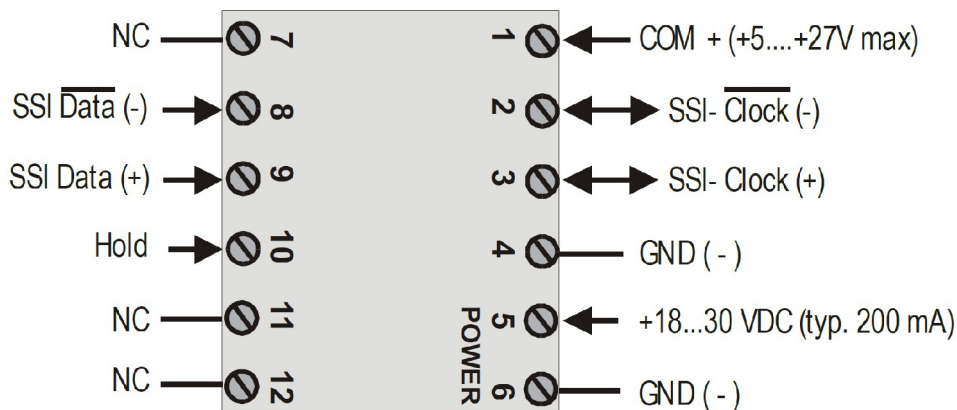 NC 7 1 COM + (+5....+27V max)
SSI Data (-) 8 2 SSI- Clock (-)
SSI Data (+) 9 3 SSI- Clock (+)
Hold 10 4 GND ( - )
NC 11 5 +18...30 VDC (typ. 200 mA)
POWER
NC 12 6 GND ( - )